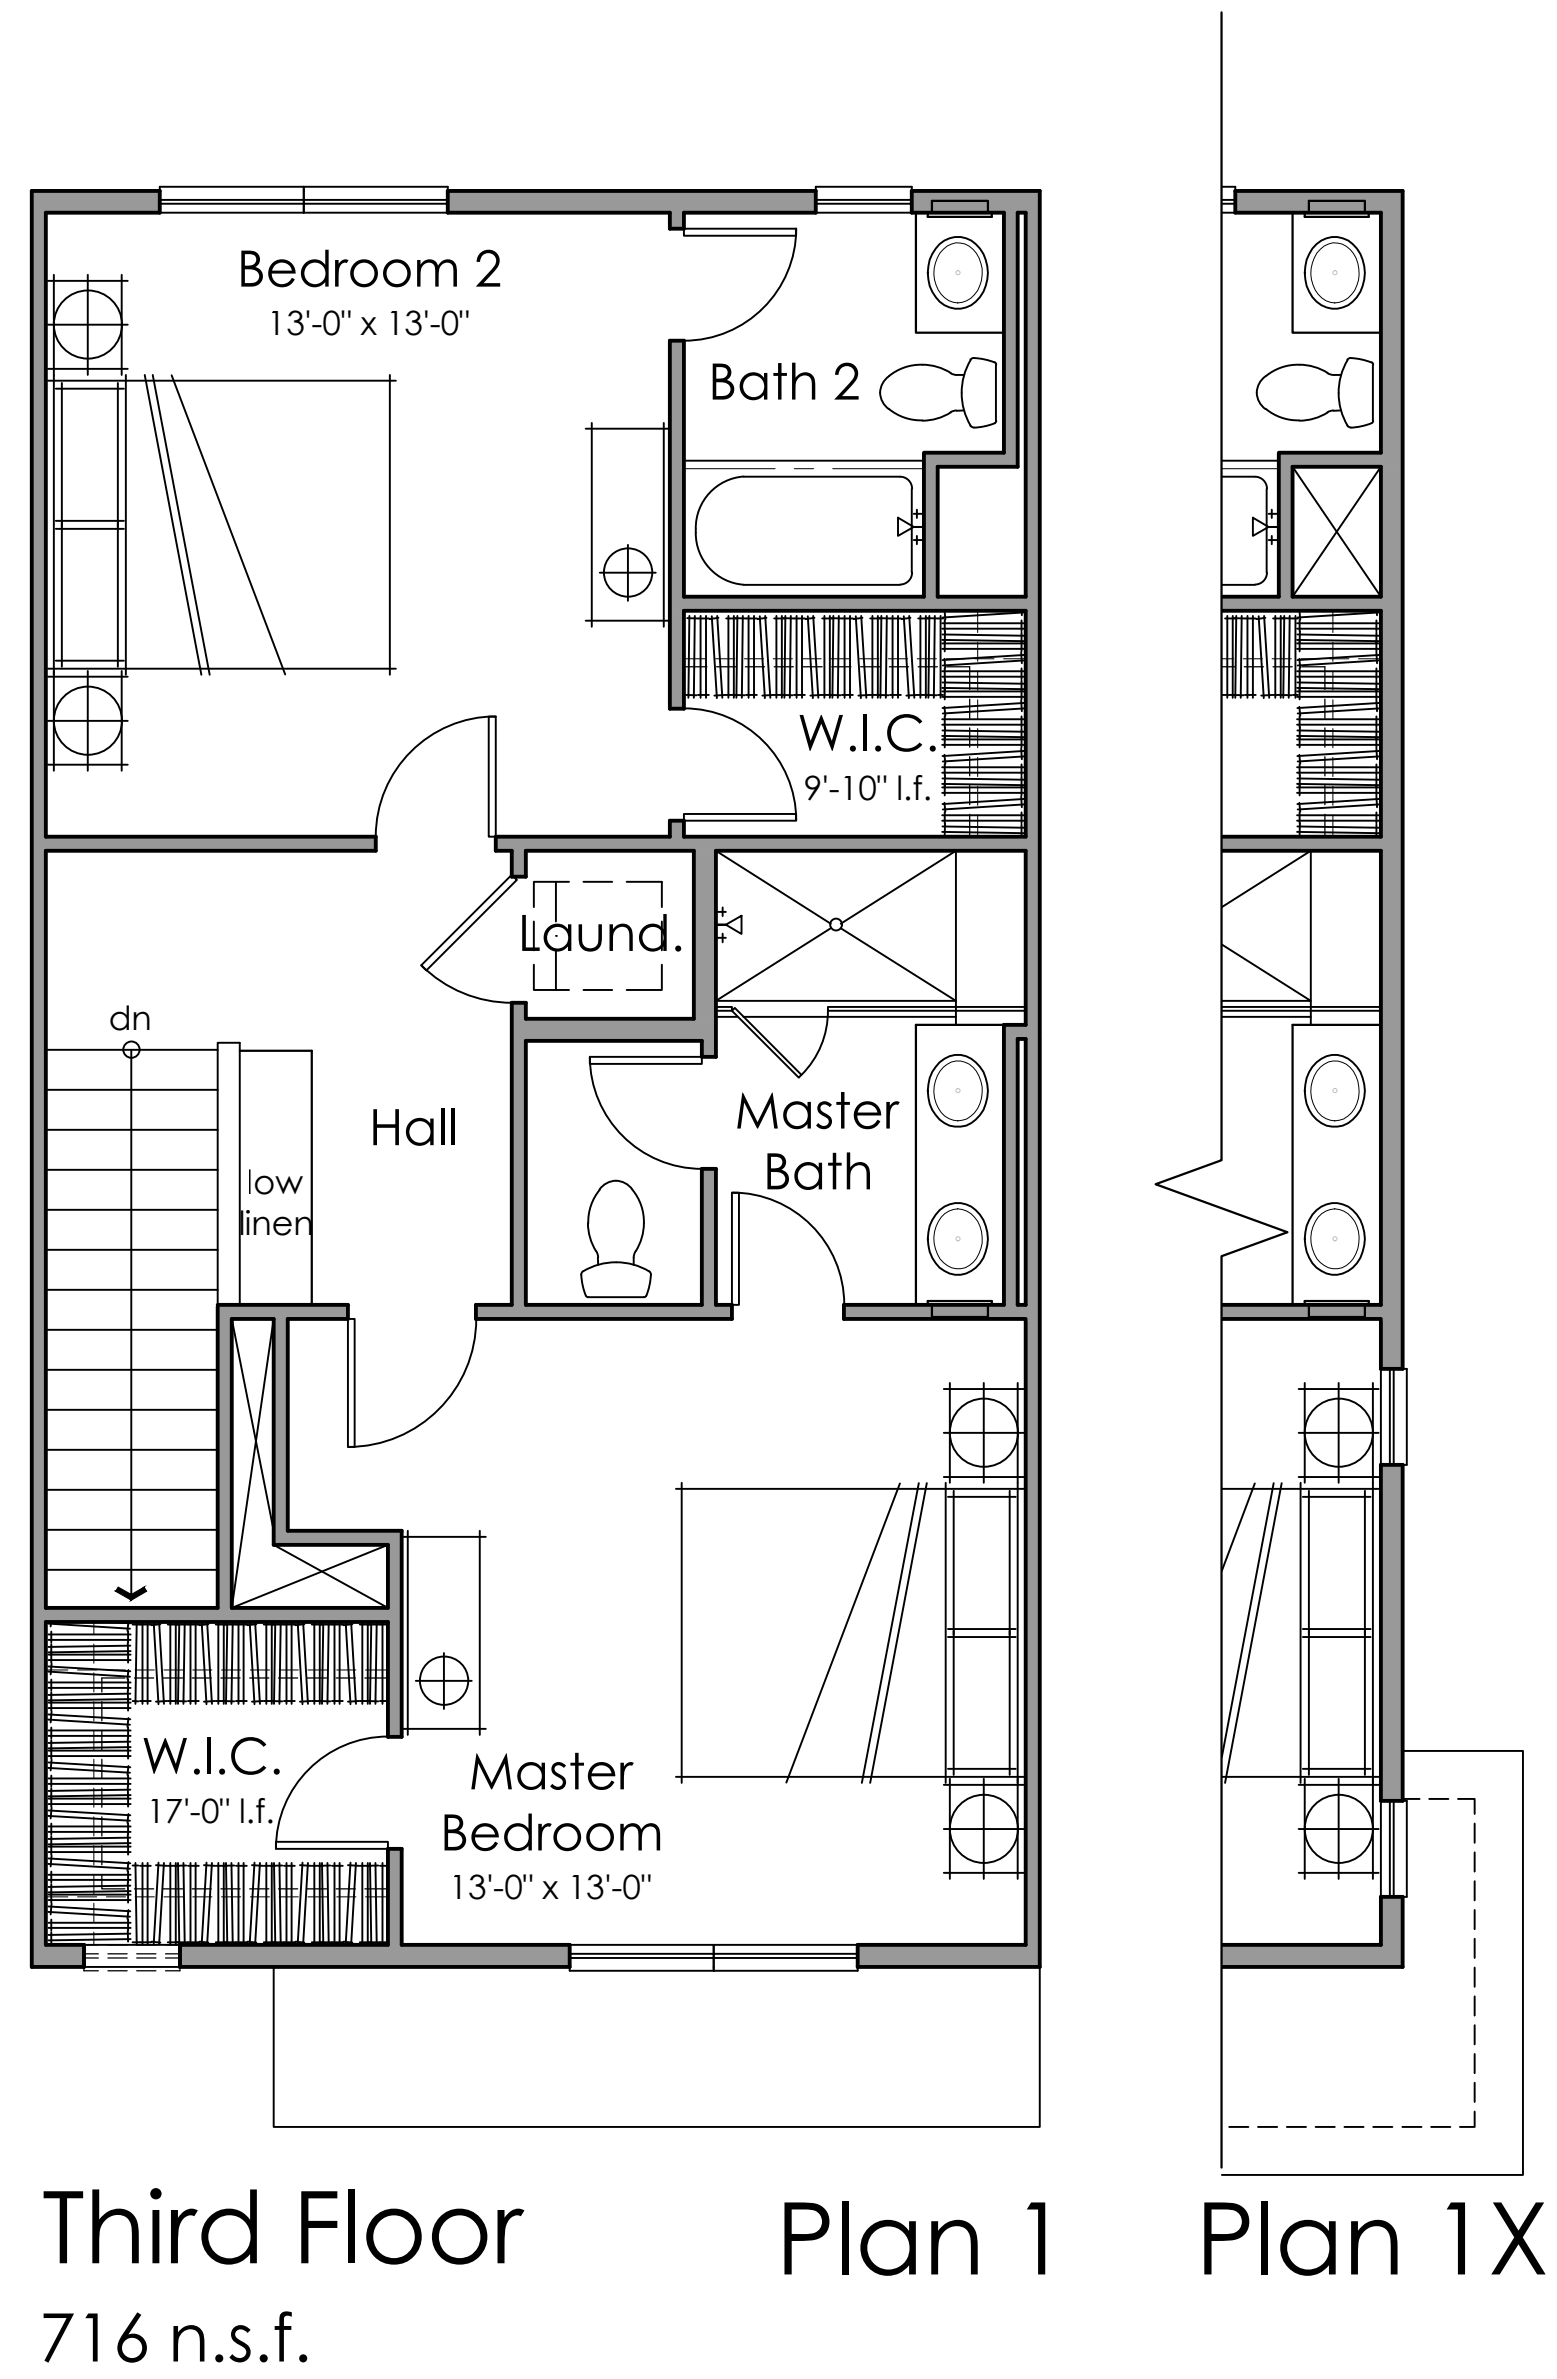 Bedroom 2
13'-0" x 13'-0"
Bath 2
W.I.C.
9'-10" l.f.
Laund.
dn
Hall
low
linen
Master
Bath
W.I.C.
17'-0" l.f.
Master
Bedroom
13'-0" x 13'-0"
Third Floor
716 n.s.f.
Plan 1
Plan 1X